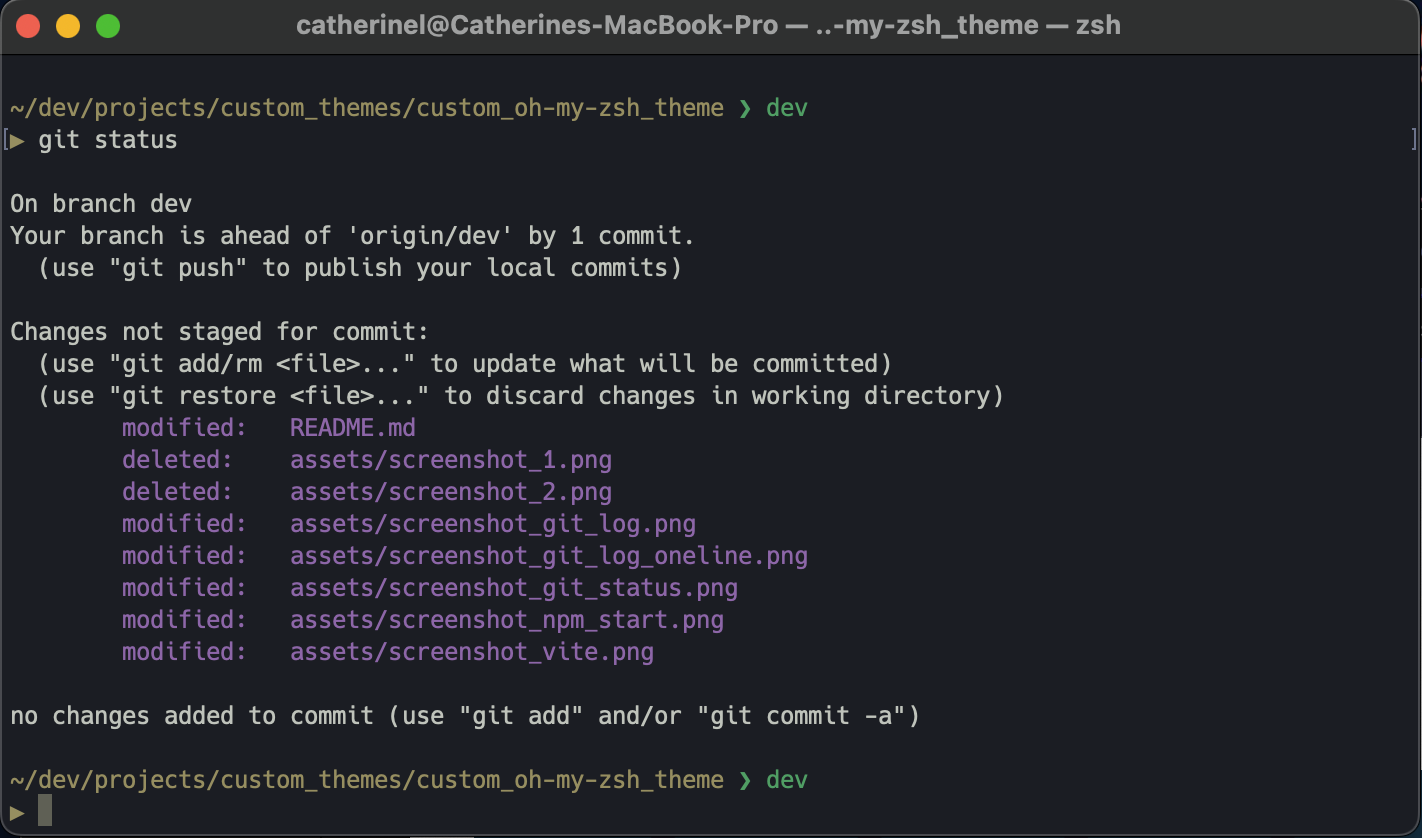 catherinel@Catherines-MacBook-Pro — ..-my-zsh_theme — zsh
~/dev/projects/custom_themes/custom_oh-my-zsh_theme ❯ dev
[▶ git status ]
On branch dev
Your branch is ahead of 'origin/dev' by 1 commit.
  (use "git push" to publish your local commits)
Changes not staged for commit:
  (use "git add/rm <file>..." to update what will be committed)
  (use "git restore <file>..." to discard changes in working directory)
        modified:   README.md
        deleted:    assets/screenshot_1.png
        deleted:    assets/screenshot_2.png
        modified:   assets/screenshot_git_log.png
        modified:   assets/screenshot_git_log_oneline.png
        modified:   assets/screenshot_git_status.png
        modified:   assets/screenshot_npm_start.png
        modified:   assets/screenshot_vite.png
no changes added to commit (use "git add" and/or "git commit -a")
~/dev/projects/custom_themes/custom_oh-my-zsh_theme ❯ dev
▶